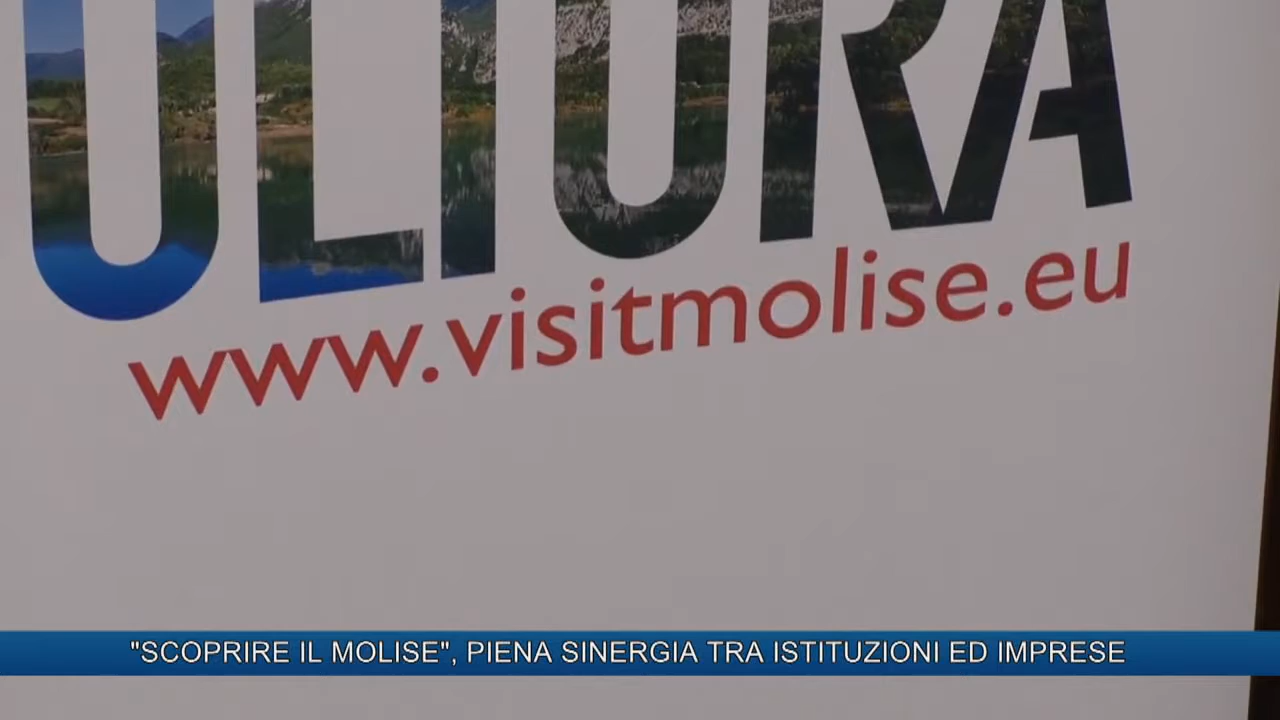 ULTURA
www.visitmolise.eu
"SCOPRIRE IL MOLISE", PIENA SINERGIA TRA ISTITUZIONI ED IMPRESE